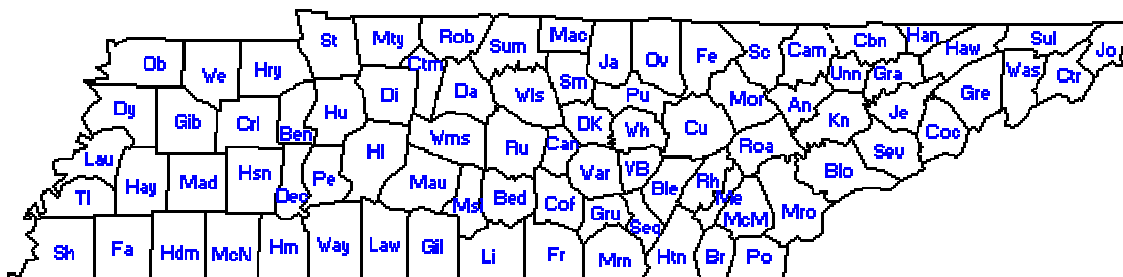 St Mty Rob Sum Mac Ja Ov Fe Sc Cam Cbn Han Haw Sul Jo
Ob We Hry Ctm Sm Unn Gra Was Ctr
Dy Gib Crl Ben Hu Di Da Wls Pu Mor An Kn Je Gre
Lau Wms Ru Can DK Wh Cu Roa Sev Coc
Tl Hay Mad Hsn Dec Pe Hi Mau Msl Bed Cof War VB Ble Rh Me Blo
Gru Seq McM Mro
Sh Fa Hdm McN Hm Way Law Gil Li Fr Mrn Htn Br Po